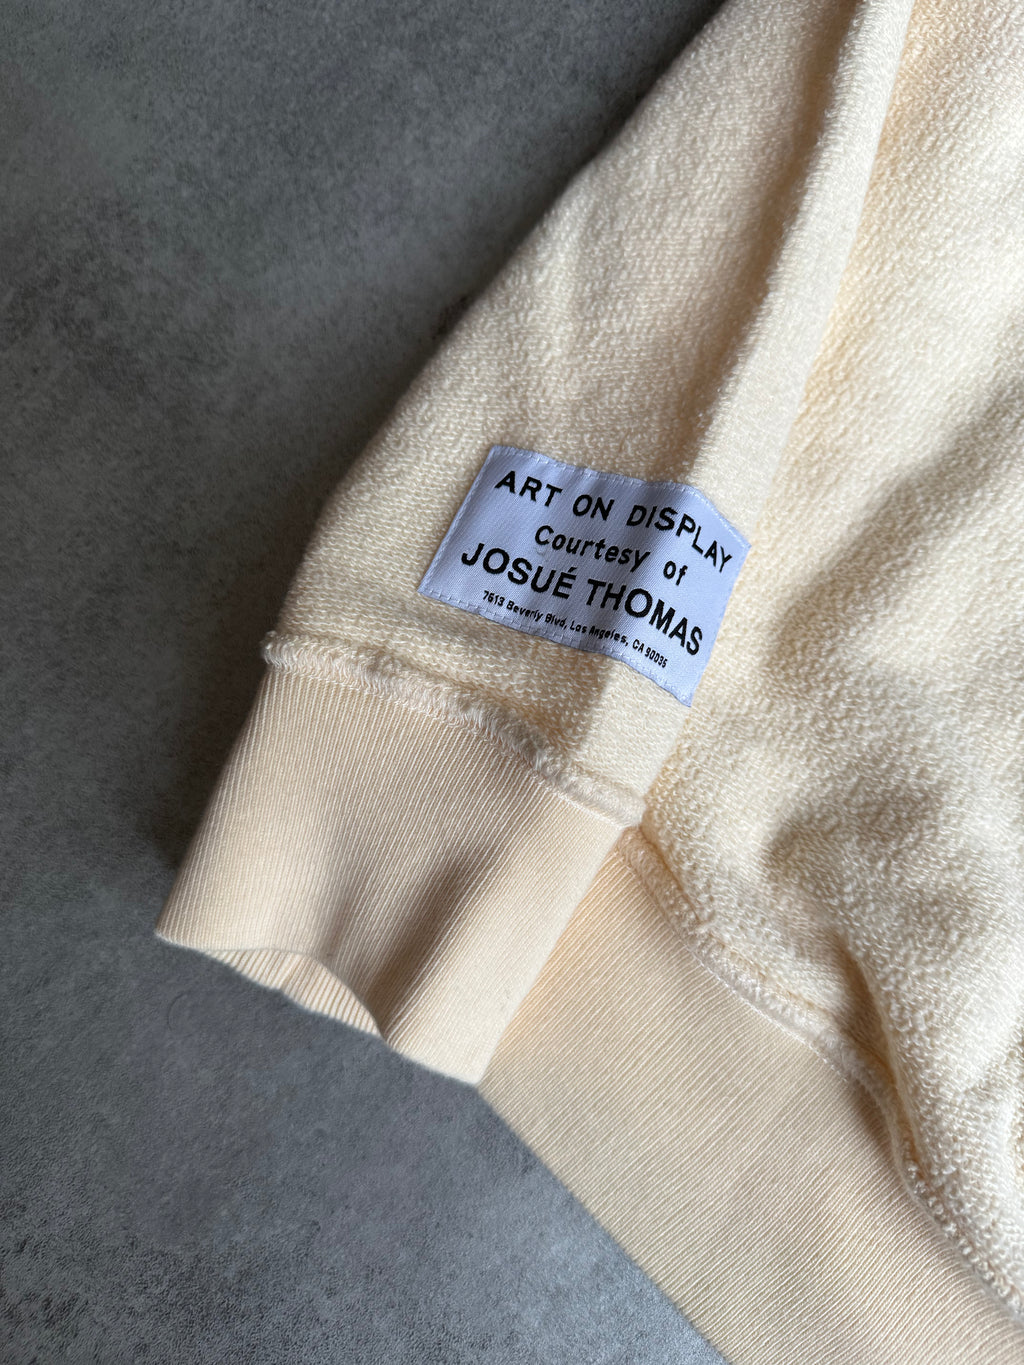 ART ON DISPLAY
Courtesy of
JOSUÉ THOMAS
7613 Beverly Blvd, Los Angeles, CA 90036